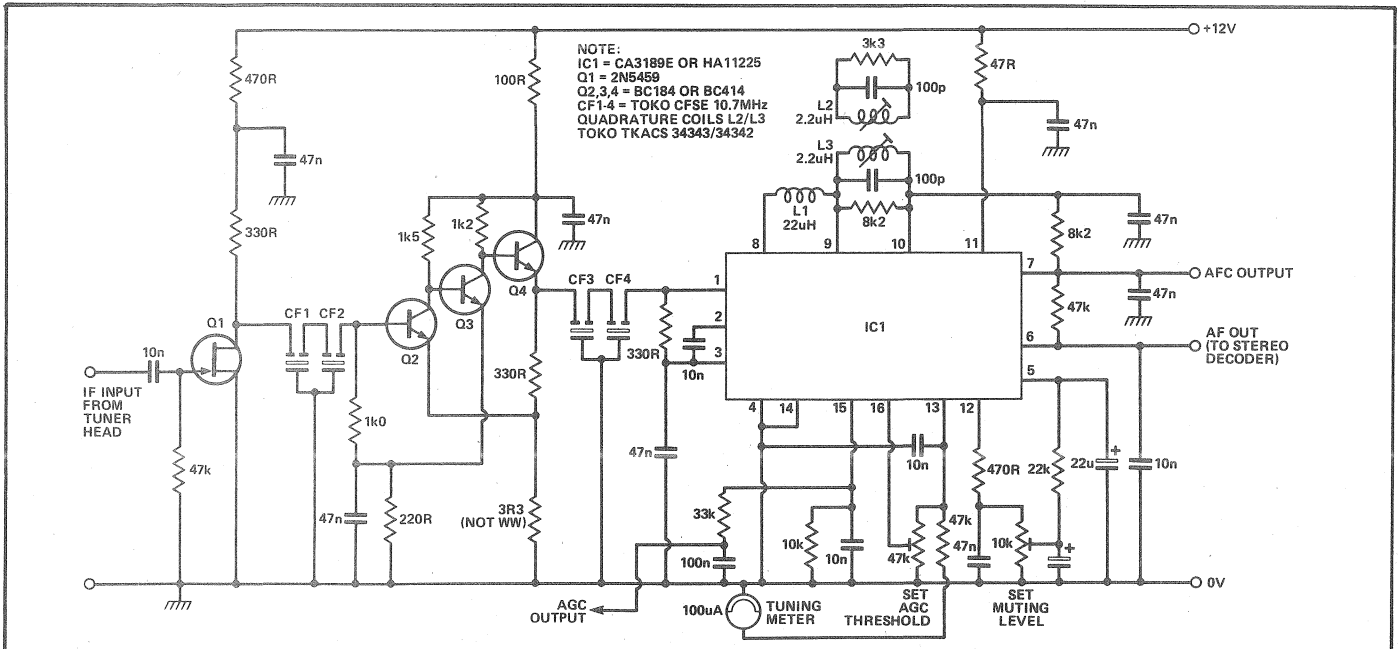 +12V
NOTE:
IC1 = CA3189E OR HA11225
Q1 = 2N5459
Q2,3,4 = BC184 OR BC414
CF1-4 = TOKO CFSE 10.7MHz
QUADRATURE COILS L2/L3
TOKO TKACS 34343/34342
470R
47n
330R
100R
1k5
1k2
47n
Q4
Q3
Q2
Q1
CF1 CF2
10n
IF INPUT
FROM
TUNER
HEAD
47k
1k0
47n
220R
330R
3R3
(NOT WW)
CF3 CF4
330R
10n
47n
3k3
100p
L2
2.2uH
L3
2.2uH
100p
8k2
L1
22uH
47R
47n
8k2
47n
8 9 10 11
1
2
3
IC1
7
6
5
4 14 15 16 13 12
AFC OUTPUT
47n
47k
AF OUT
(TO STEREO
DECODER)
10n
470R
22k
22u
+
10n
33k
100n
10k
10n
47k
47k
47n
10k
+
0V
AGC
OUTPUT
100uA
TUNING
METER
SET
AGC
THRESHOLD
SET
MUTING
LEVEL